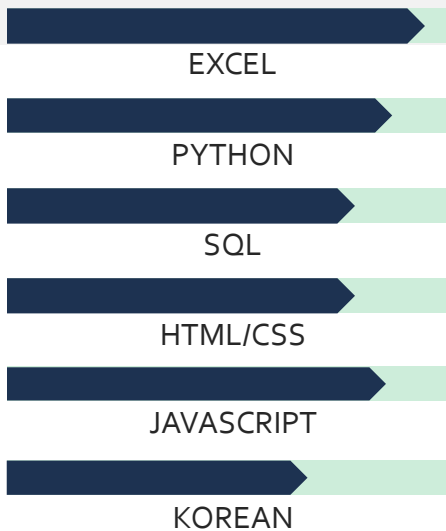 EXCEL
PYTHON
SQL
HTML/CSS
JAVASCRIPT
KOREAN